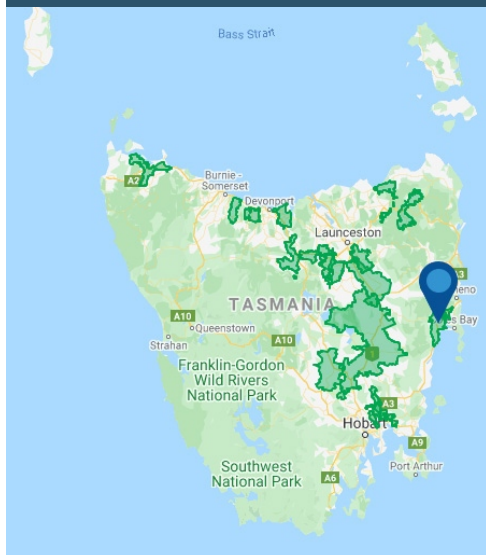 Bass Strait
A2
Burnie -
Somerset
Devonport
Launceston
A3
TASMANIA
A10
Queenstown
Strahan
A10
1
Franklin-Gordon
Wild Rivers
National Park
A3
Hobart
A9
Southwest
National Park
A6
Port Arthur